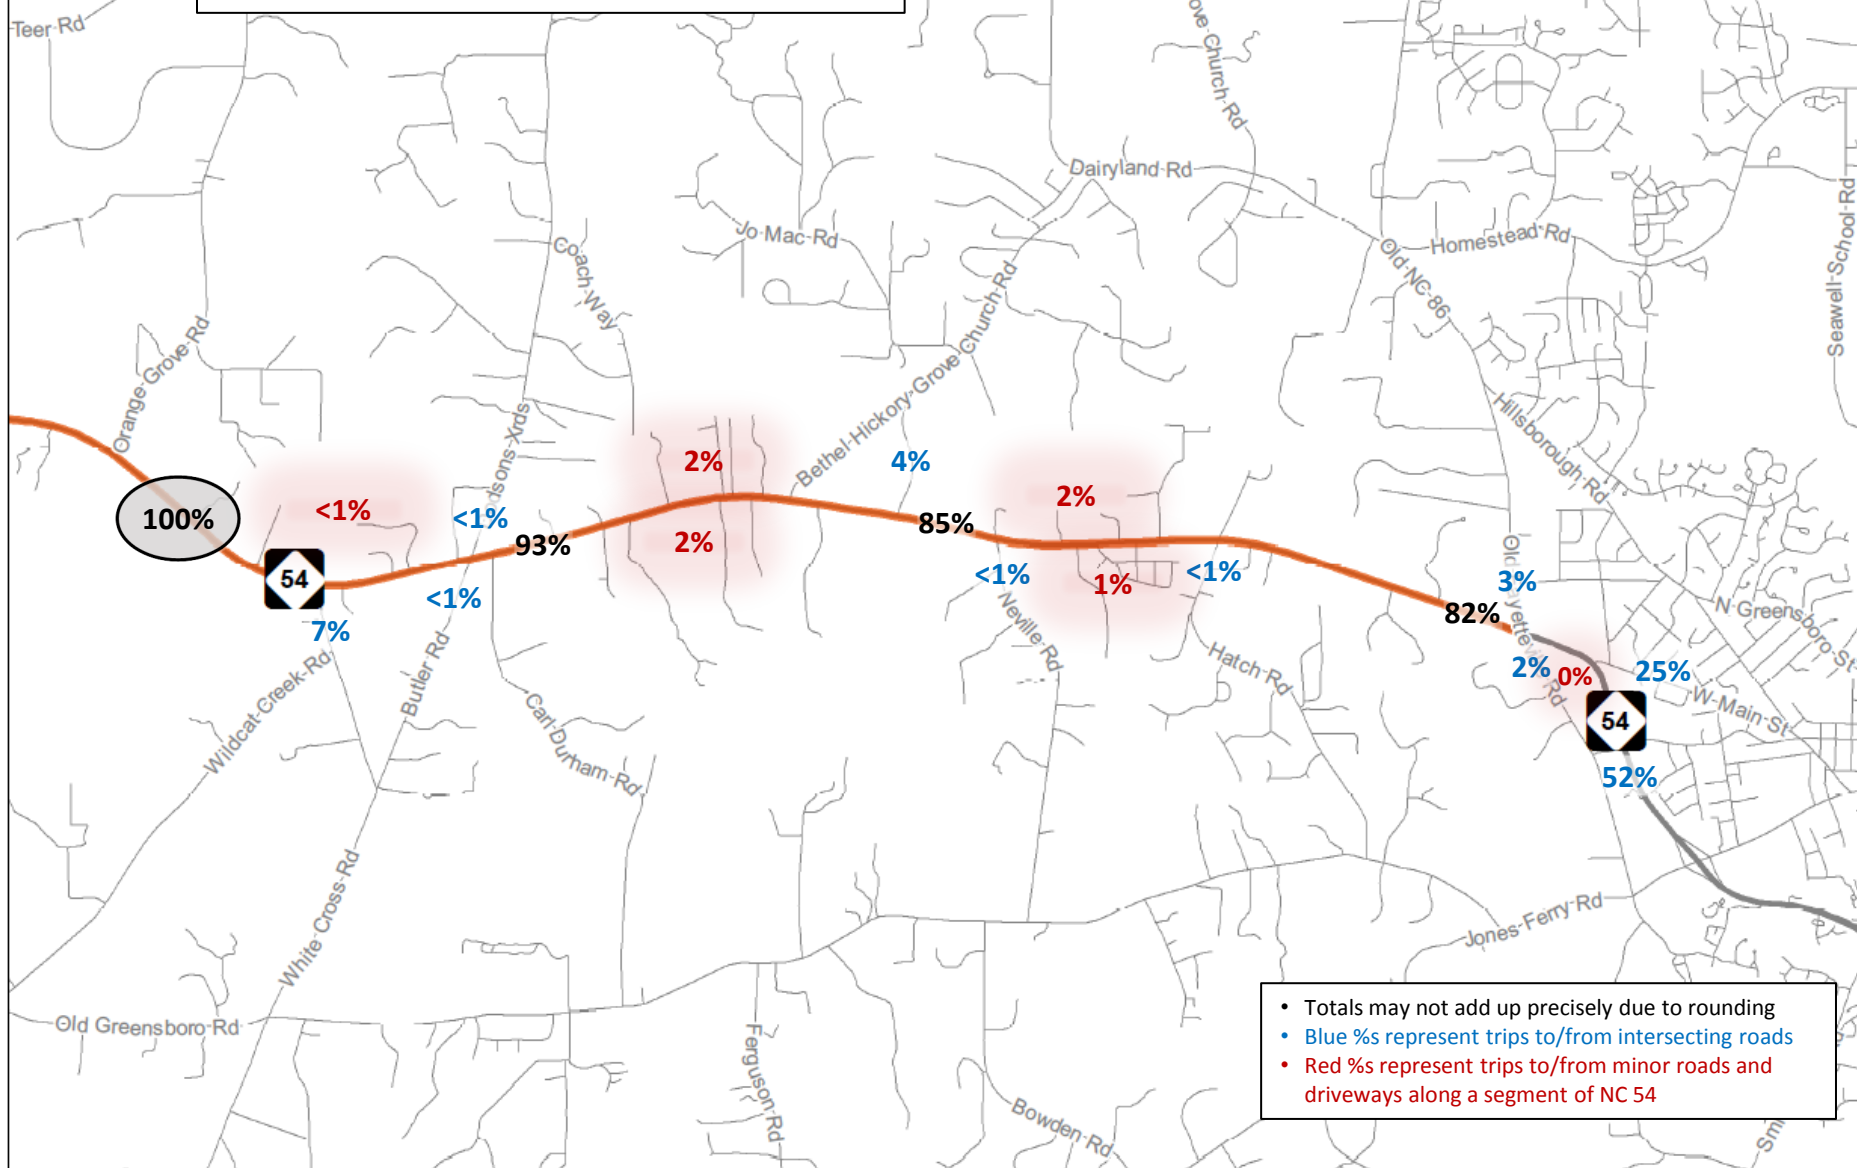 Teer Rd
ove Church Rd
Dairyland Rd
Seawell School Rd
Jo Mac Rd
Homestead Rd
Coach Way
Old NC 86
Bethel Hickory Grove Church Rd
Orange Grove Rd
Hillsborough Rd
dsons Xrds
2%
4%
2%
100%
<1%
<1%
93%
2%
85%
54
<1%
<1%
1%
<1%
3%
82%
7%
Neville Rd
N Greensboro St
Butler Rd
Hatch Rd
2%
0%
25%
Wildcat Creek Rd
Carl Durham Rd
54
W Main St
52%
White Cross Rd
Jones Ferry Rd
Old Greensboro Rd
Ferguson Rd
Bowden Rd
• Totals may not add up precisely due to rounding
• Blue %s represent trips to/from intersecting roads
• Red %s represent trips to/from minor roads and
driveways along a segment of NC 54